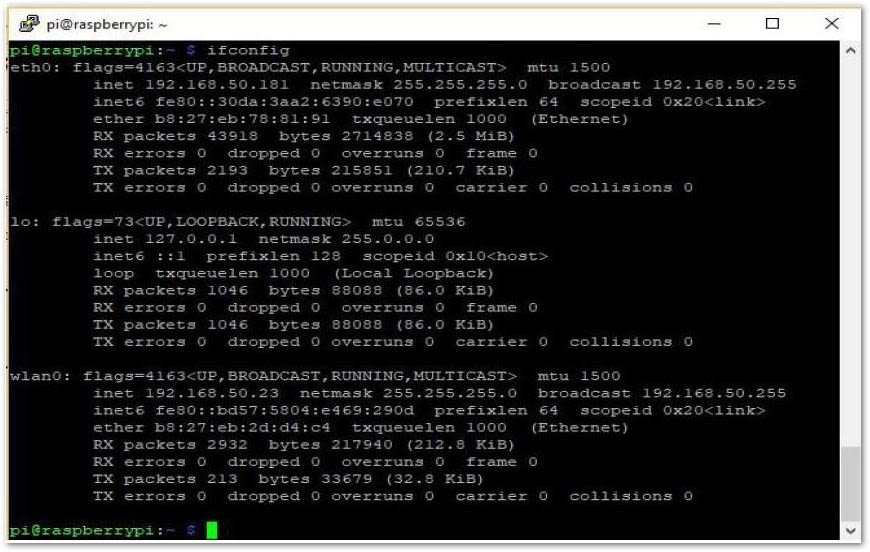 pi@raspberrypi: ~
pi@raspberrypi:~ $ ifconfig
eth0: flags=4163<UP,BROADCAST,RUNNING,MULTICAST>  mtu 1500
        inet 192.168.50.181  netmask 255.255.255.0  broadcast 192.168.50.255
        inet6 fe80::30da:3aa2:6390:e070  prefixlen 64  scopeid 0x20<link>
        ether b8:27:eb:78:81:91  txqueuelen 1000  (Ethernet)
        RX packets 43918  bytes 2714838 (2.5 MiB)
        RX errors 0  dropped 0  overruns 0  frame 0
        TX packets 2193  bytes 215851 (210.7 KiB)
        TX errors 0  dropped 0 overruns 0  carrier 0  collisions 0
lo: flags=73<UP,LOOPBACK,RUNNING>  mtu 65536
        inet 127.0.0.1  netmask 255.0.0.0
        inet6 ::1  prefixlen 128  scopeid 0x10<host>
        loop  txqueuelen 1000  (Local Loopback)
        RX packets 1046  bytes 88088 (86.0 KiB)
        RX errors 0  dropped 0  overruns 0  frame 0
        TX packets 1046  bytes 88088 (86.0 KiB)
        TX errors 0  dropped 0 overruns 0  carrier 0  collisions 0
wlan0: flags=4163<UP,BROADCAST,RUNNING,MULTICAST>  mtu 1500
        inet 192.168.50.23  netmask 255.255.255.0  broadcast 192.168.50.255
        inet6 fe80::bd57:5804:e469:290d  prefixlen 64  scopeid 0x20<link>
        ether b8:27:eb:2d:d4:c4  txqueuelen 1000  (Ethernet)
        RX packets 2932  bytes 217940 (212.8 KiB)
        RX errors 0  dropped 0  overruns 0  frame 0
        TX packets 213  bytes 33679 (32.8 KiB)
        TX errors 0  dropped 0 overruns 0  carrier 0  collisions 0
pi@raspberrypi:~ $